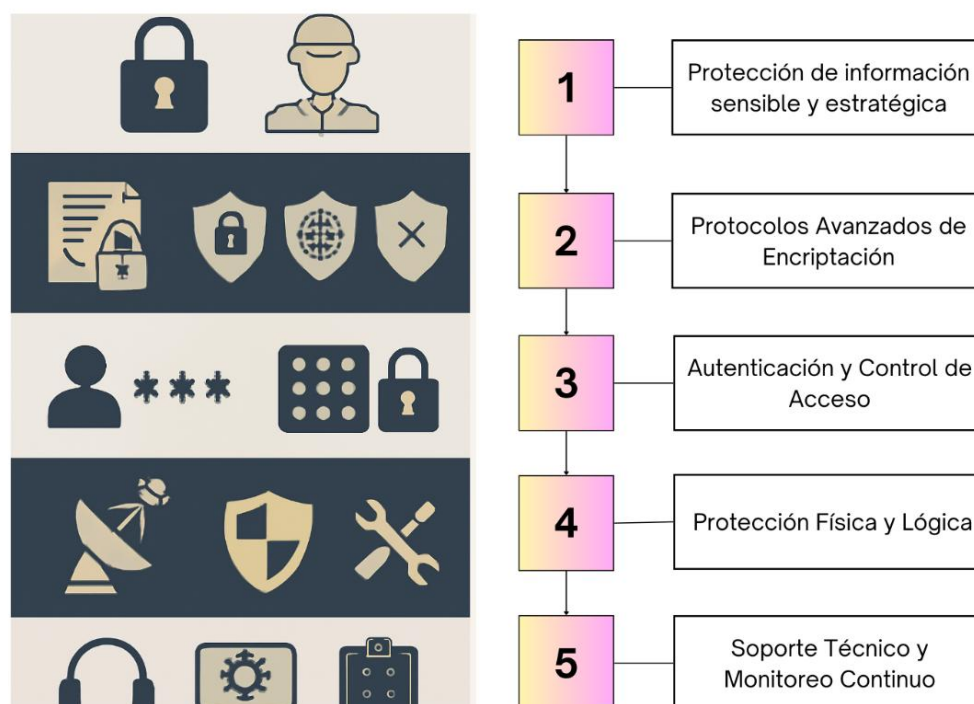 1
Protección de información
sensible y estratégica
2
Protocolos Avanzados de
Encriptación
3
Autenticación y Control de
Acceso
4
Protección Física y Lógica
5
Soporte Técnico y
Monitoreo Continuo